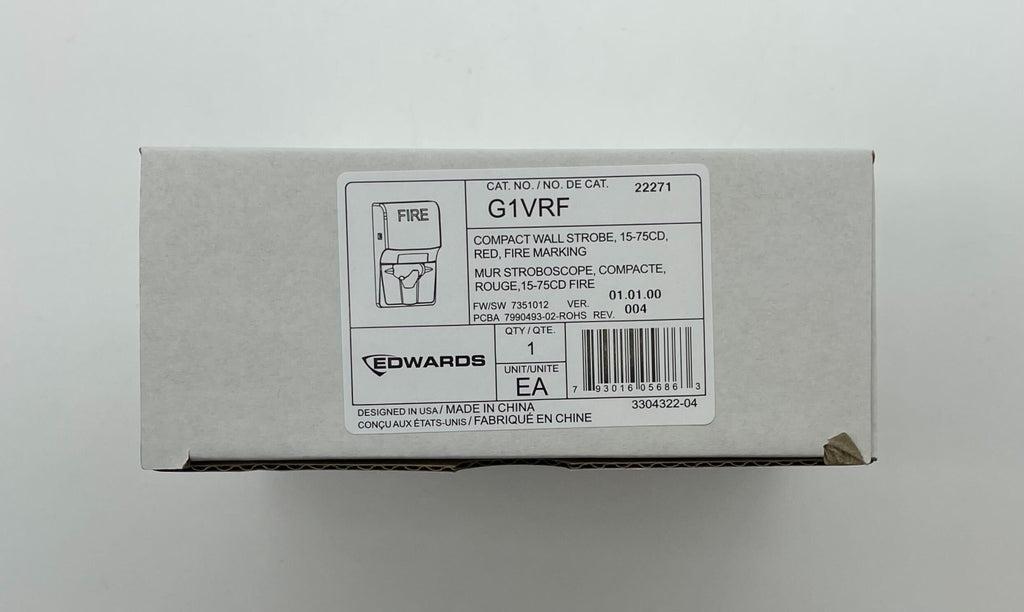 FIRE
CAT. NO. / NO. DE CAT. 22271
G1VRF
COMPACT WALL STROBE, 15-75CD,
RED, FIRE MARKING
MUR STROBOSCOPE, COMPACTE,
ROUGE,15-75CD FIRE
FW/SW 7351012 VER. 01.01.00
PCBA 7990493-02-ROHS REV. 004
EDWARDS
QTY / QTE.
1
UNIT/UNITE
EA
7 93016 05686 3
3304322-04
DESIGNED IN USA / MADE IN CHINA
CONÇU AUX ÉTATS-UNIS / FABRIQUÉ EN CHINE